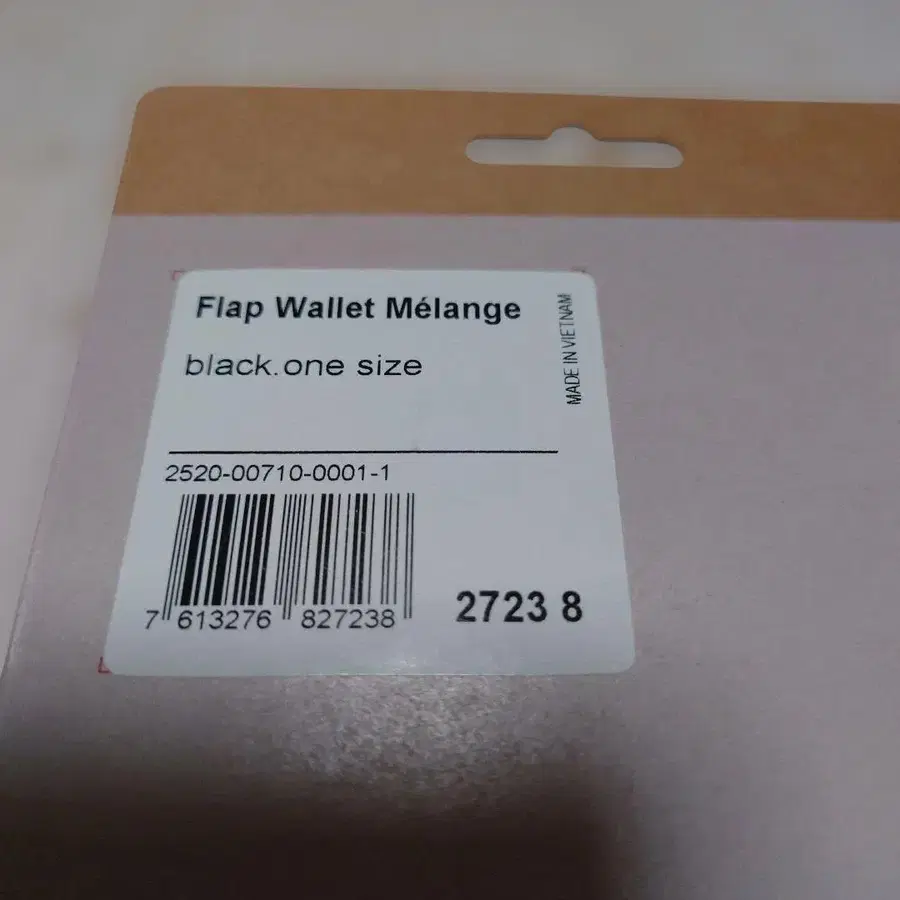 Flap Wallet Mélange
black.one size
MADE IN VIETNAM
2520-00710-0001-1
7 613276 827238
2723 8